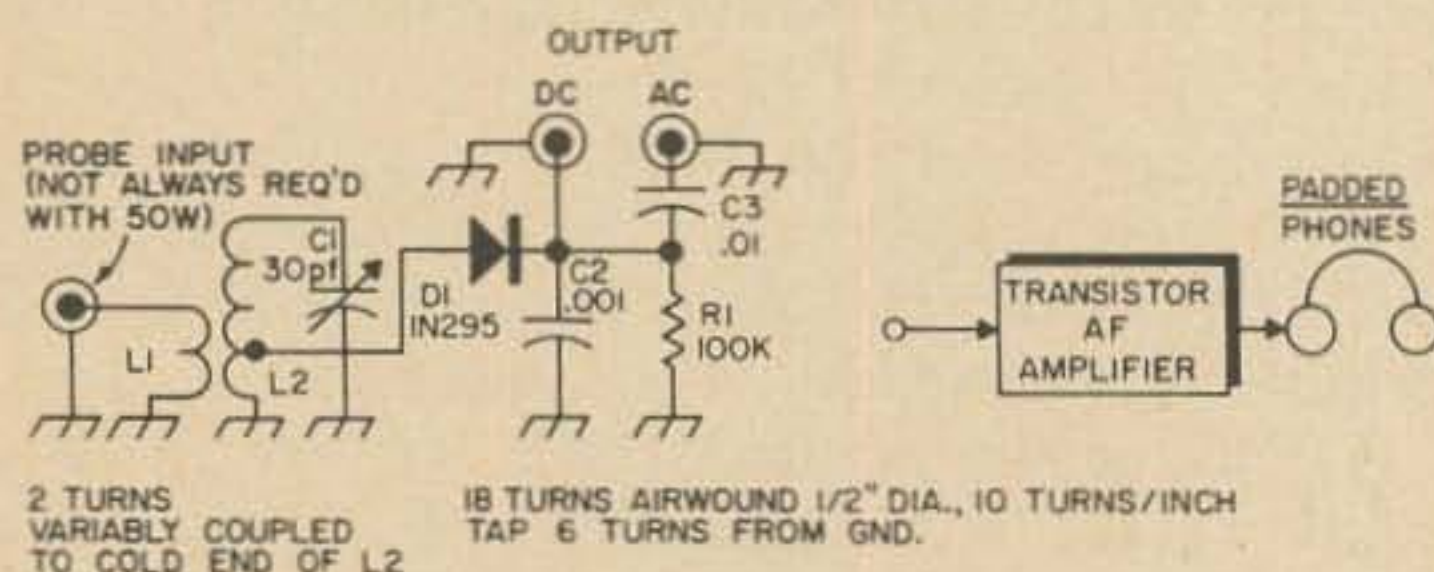 OUTPUT
DC
AC
PROBE INPUT
(NOT ALWAYS REQ'D
WITH 50W)
C1
30pf
D1
IN295
C2
.001
C3
.01
R1
100K
L1
L2
TRANSISTOR
AF
AMPLIFIER
PADDED
PHONES
2 TURNS
VARIABLY COUPLED
TO COLD END OF L2
18 TURNS AIRWOUND 1/2" DIA., 10 TURNS/INCH
TAP 6 TURNS FROM GND.